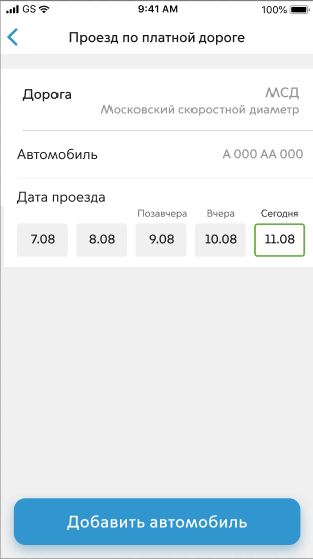 GS 9:41 AM 100%
Проезд по платной дороге
Дорога МСД
Московский скоростной диаметр
Автомобиль А 000 АА 000
Дата проезда
Позавчера Вчера Сегодня
7.08 8.08 9.08 10.08 11.08
Добавить автомобиль